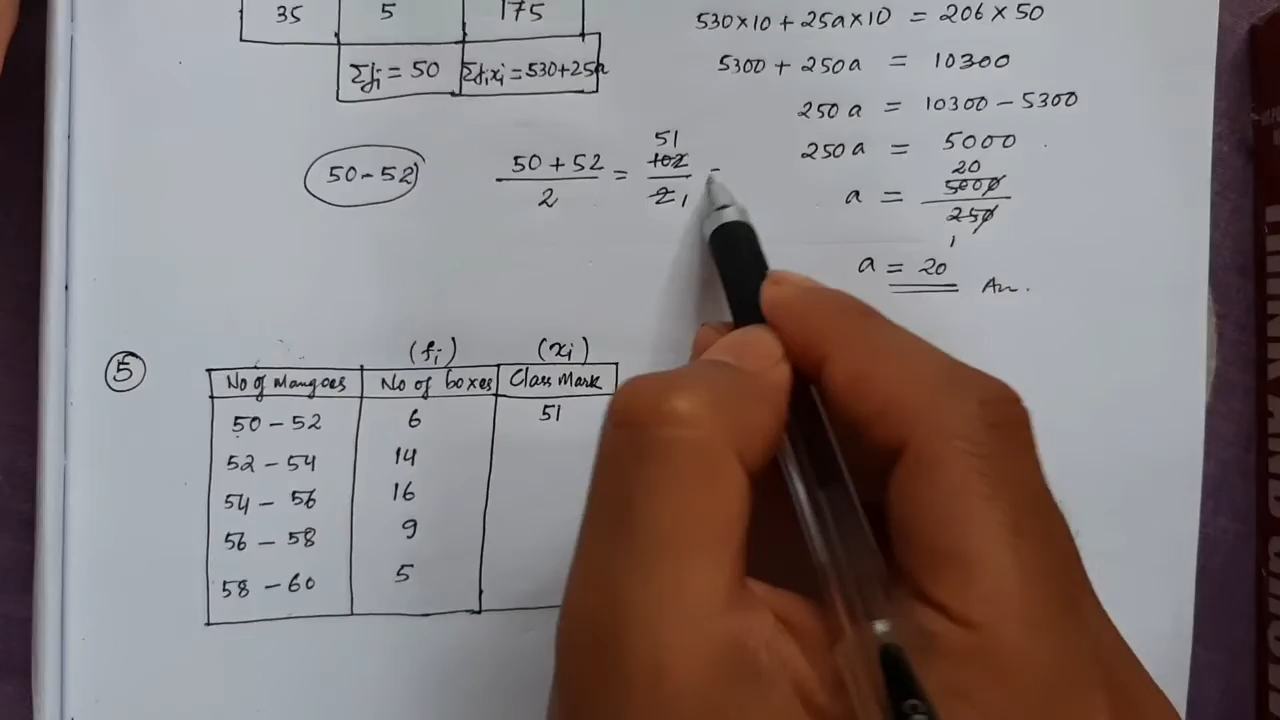 35 5 175
Σfi = 50 Σfixi = 530+25a
530×10 + 25a×10 = 206 × 50
5300 + 250a = 10300
250a = 10300 - 5300
250a = 5000
20
a = 5000
250
1
a = 20 An.
50-52
51
50 + 52 = 102 =
2 2 1
5
(fi) (xi)
No of Mangoes No of boxes Class Mark
50 - 52 6 51
52 - 54 14
54 - 56 16
56 - 58 9
58 - 60 5